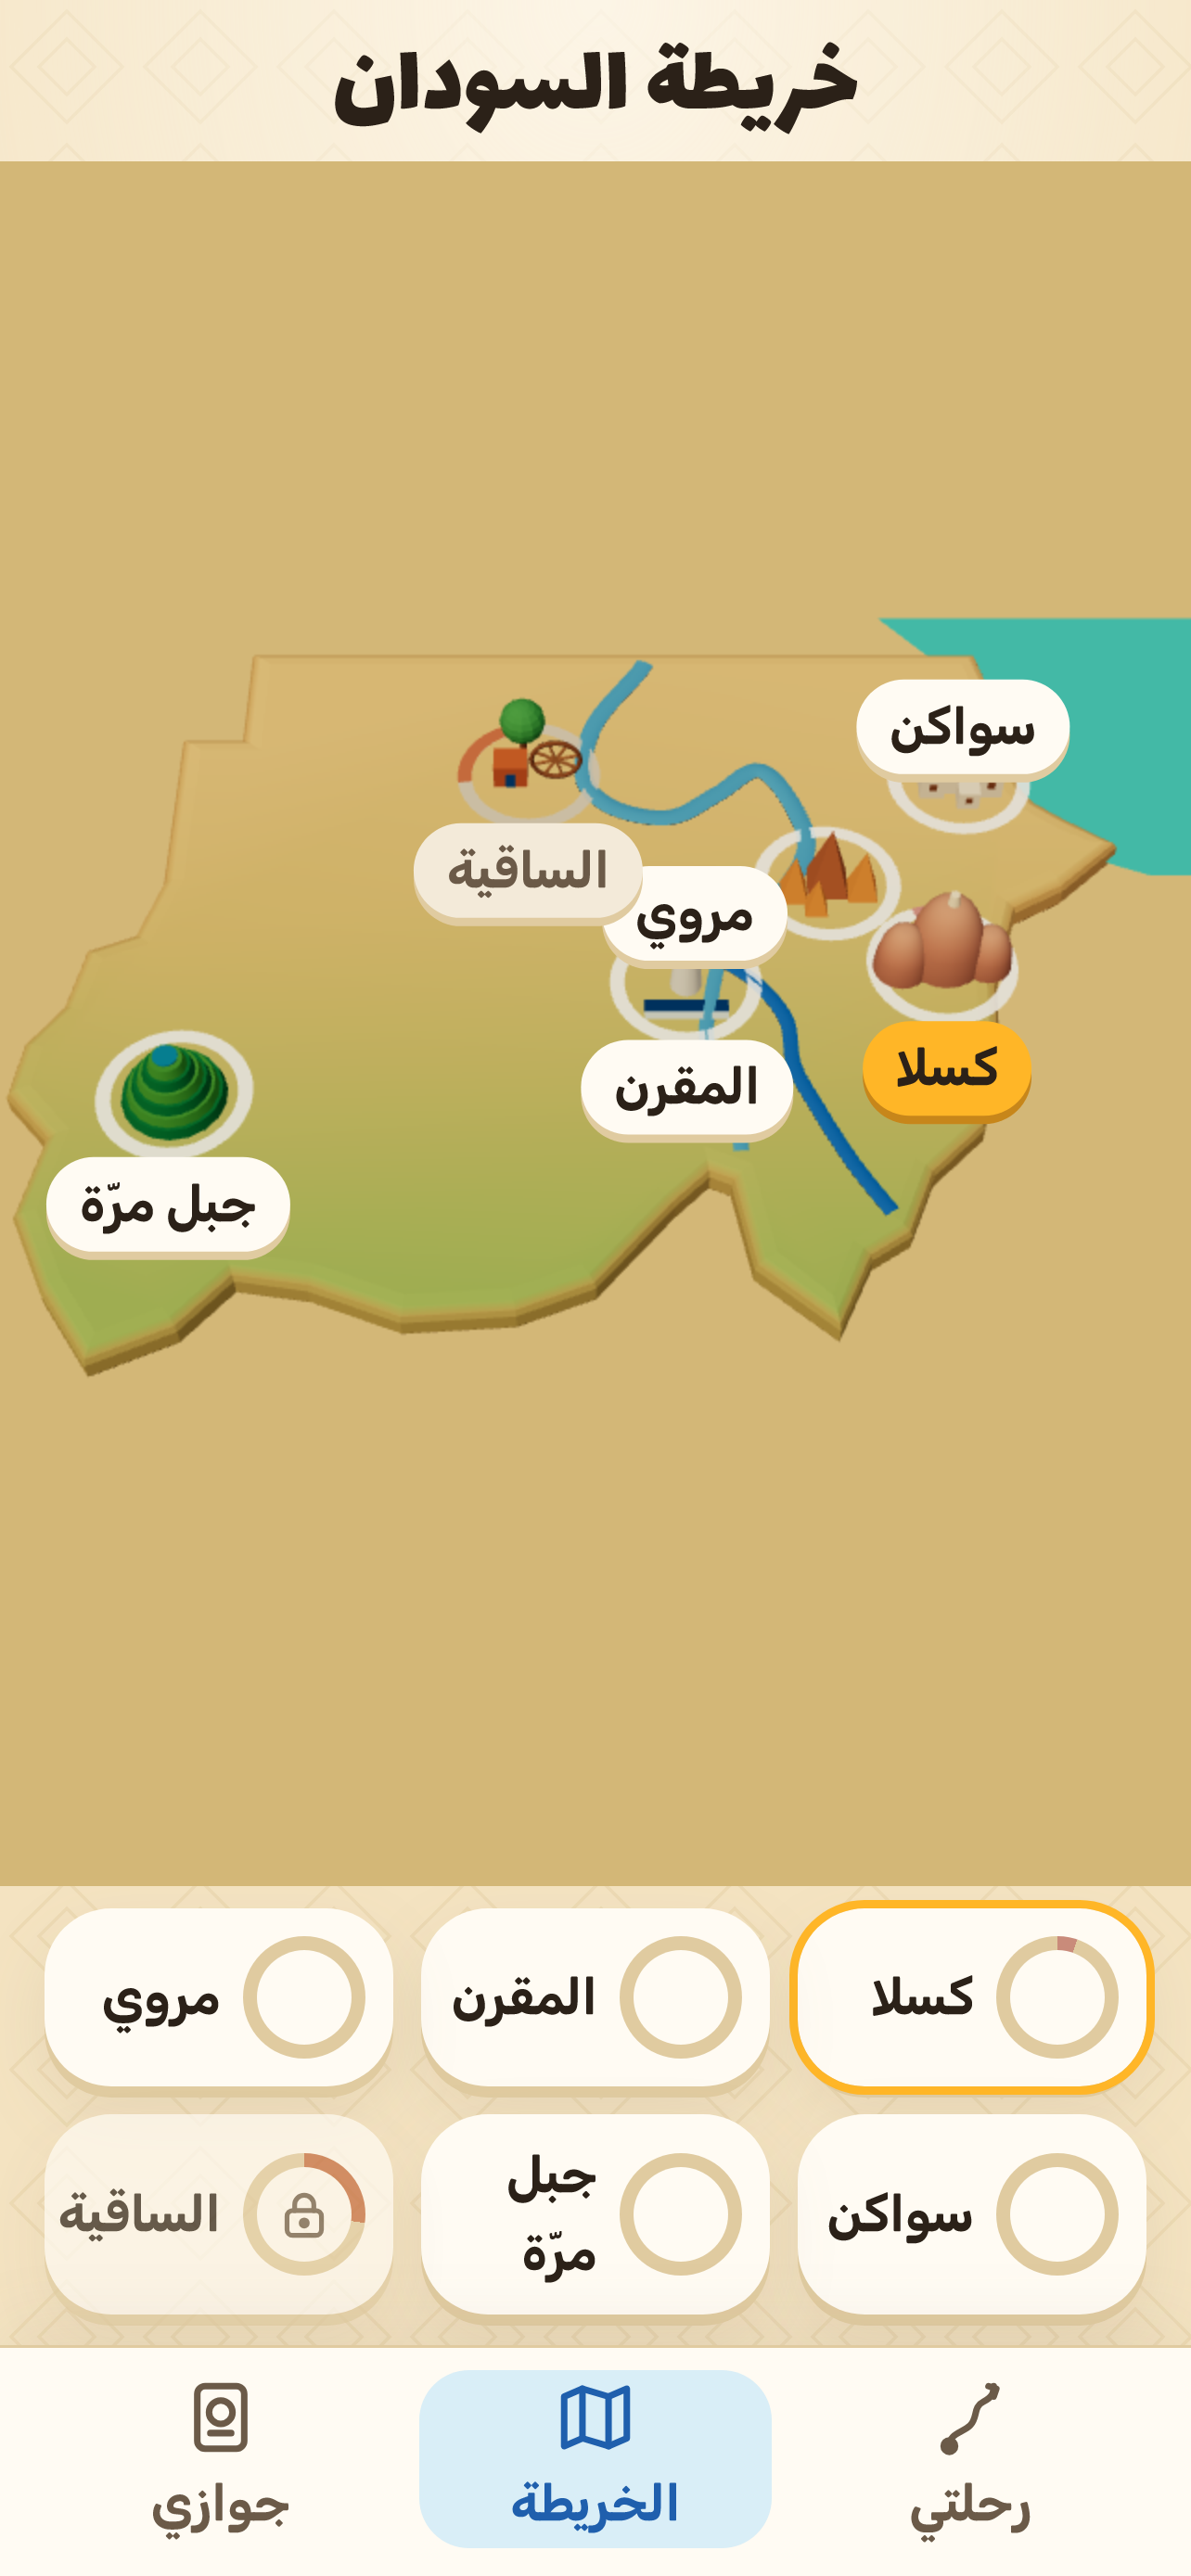 خريطة السودان
سواكن
الساقية
مروي
كسلا
المقرن
جبل مرّة
كسلا
المقرن
مروي
سواكن
جبل
مرّة
الساقية
رحلتي
الخريطة
جوازي